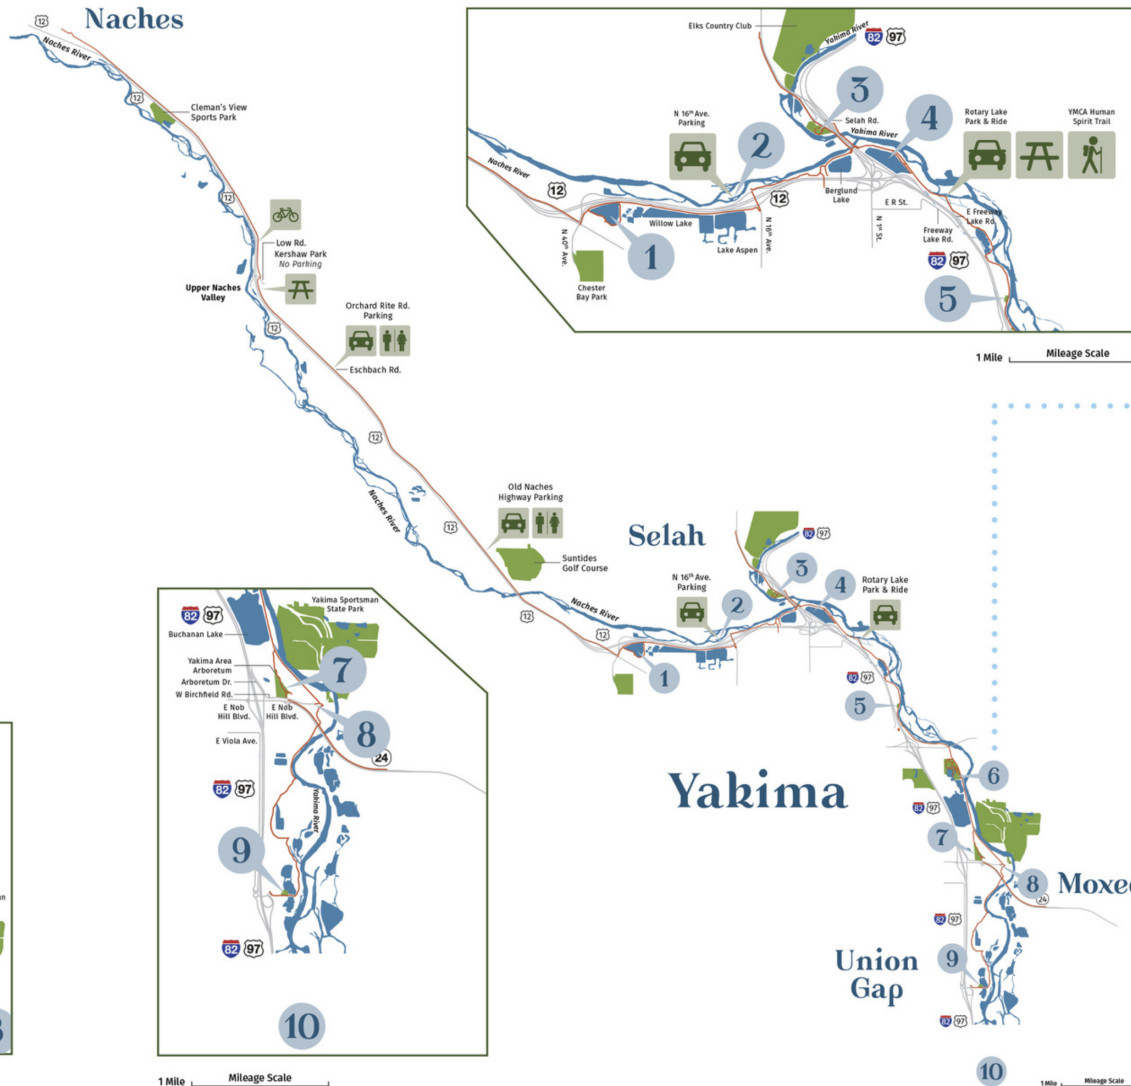 Naches
12
Naches River
12
Cleman's View
Sports Park
12
12
Low Rd.
Kershaw Park
No Parking
Upper Naches
Valley
12
Orchard Rite Rd.
Parking
Eschbach Rd.
12
Naches River
12
Old Naches
Highway Parking
Suntides
Golf Course
12
Naches River
12
Selah
N 16th Ave.
Parking
1
2
3
4
82 97
Rotary Lake
Park & Ride
82 97
5
Yakima
6
82 97
7
8
24
Moxee
82 97
Union
Gap
9
82 97
10
1 Mile
Mileage Scale
Elks Country Club
Yakima River
82 97
3
Selah Rd.
Yakima River
4
Rotary Lake
Park & Ride
YMCA Human
Spirit Trail
N 16th Ave.
Parking
2
Naches River
12
12
Willow Lake
Lake Aspen
Berglund
Lake
N 40th Ave.
1
N 16th Ave.
N 1st St.
E R St.
Freeway
Lake Rd.
E Freeway
Lake Rd.
82 97
Chester
Bay Park
5
1 Mile
Mileage Scale
Yakima Sportsman
State Park
82 97
Buchanan Lake
Yakima Area
Arboretum
Arboretum Dr.
W Birchfield Rd.
7
E Nob
Hill Blvd.
E Nob
Hill Blvd.
8
24
E Viola Ave.
82 97
Yakima River
9
82 97
10
1 Mile
Mileage Scale